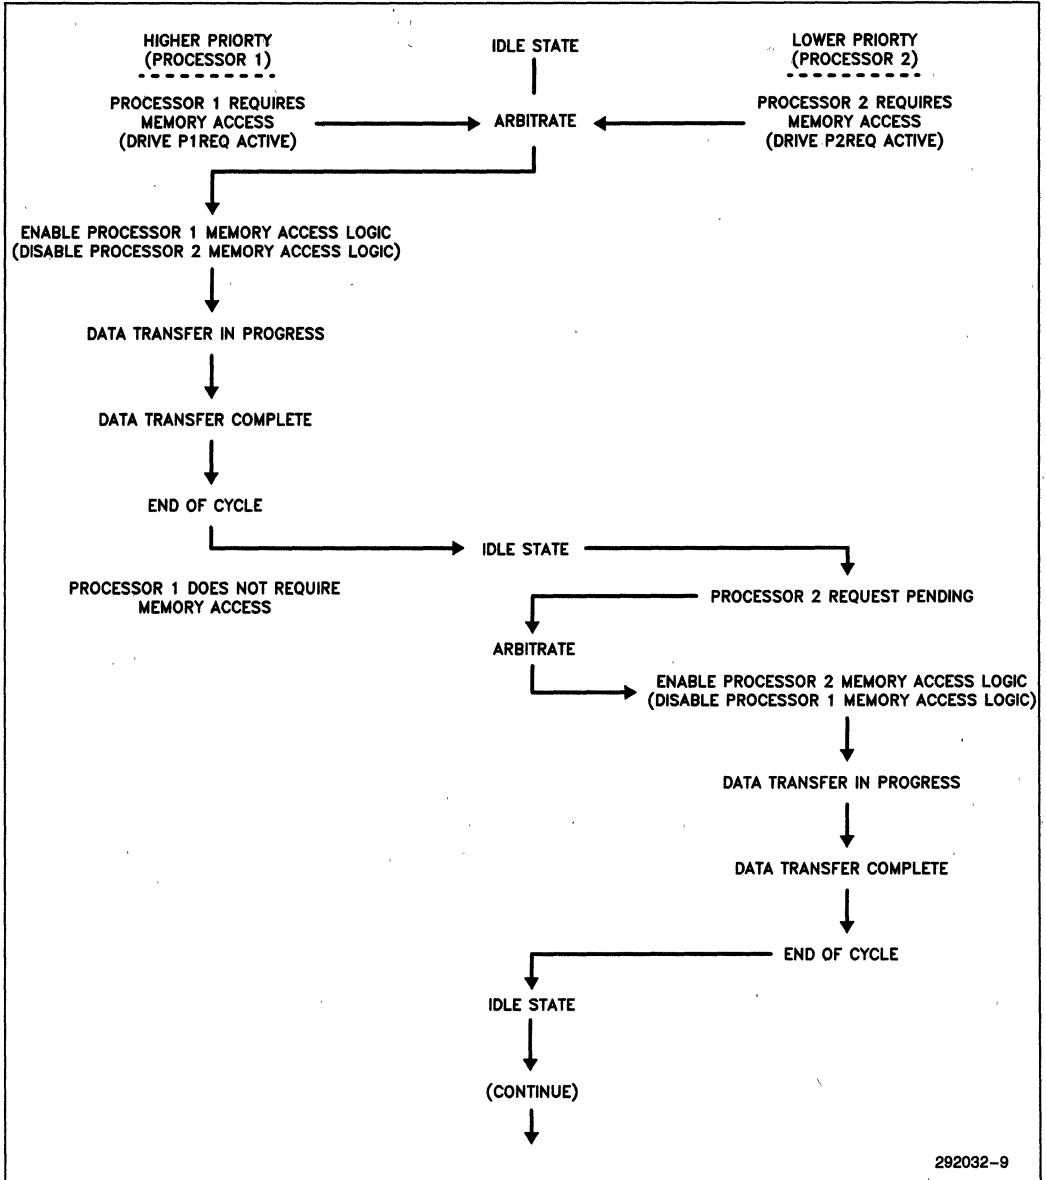 HIGHER PRIORTY
(PROCESSOR 1)
IDLE STATE
LOWER PRIORTY
(PROCESSOR 2)
PROCESSOR 1 REQUIRES
MEMORY ACCESS
(DRIVE P1REQ ACTIVE)
ARBITRATE
PROCESSOR 2 REQUIRES
MEMORY ACCESS
(DRIVE P2REQ ACTIVE)
ENABLE PROCESSOR 1 MEMORY ACCESS LOGIC
(DISABLE PROCESSOR 2 MEMORY ACCESS LOGIC)
DATA TRANSFER IN PROGRESS
DATA TRANSFER COMPLETE
END OF CYCLE
IDLE STATE
PROCESSOR 1 DOES NOT REQUIRE
MEMORY ACCESS
PROCESSOR 2 REQUEST PENDING
ARBITRATE
ENABLE PROCESSOR 2 MEMORY ACCESS LOGIC
(DISABLE PROCESSOR 1 MEMORY ACCESS LOGIC)
DATA TRANSFER IN PROGRESS
DATA TRANSFER COMPLETE
END OF CYCLE
IDLE STATE
(CONTINUE)
292032-9